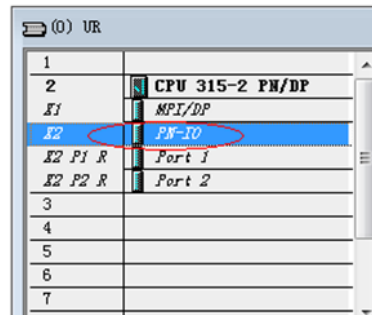 (0) UR
1
2 CPU 315-2 PN/DP
X1 MPI/DP
X2 PN-IO
X2 P1 R Port 1
X2 P2 R Port 2
3
4
5
6
7